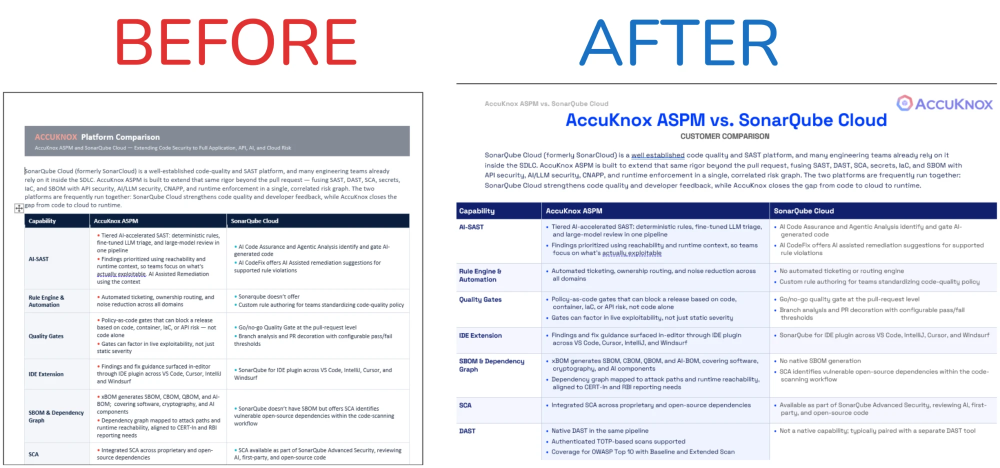 BEFORE
ACCUKNOX Platform Comparison
AccuKnox ASPM and SonarQube Cloud — Extending Code Security to Full Application, API, AI, and Cloud Risk
SonarQube Cloud (formerly SonarCloud) is a well-established code-quality and SAST platform, and many engineering teams already
rely on it inside the SDLC. AccuKnox ASPM is built to extend that same rigor beyond the pull request — fusing SAST, DAST, SCA, secrets,
IaC, and SBOM with API security, AI/LLM security, CNAPP, and runtime enforcement in a single, correlated risk graph. The two
platforms are frequently run together: SonarQube Cloud strengthens code quality and developer feedback, while AccuKnox closes the
gap from code to cloud to runtime.
Capability
AccuKnox ASPM
SonarQube Cloud
AI-SAST
• Tiered AI-accelerated SAST: deterministic rules,
fine-tuned LLM triage, and large-model review in
one pipeline
• Findings prioritized using reachability and
runtime context, so teams focus on what's
actually exploitable. AI Assisted Remediation
using the context
• AI Code Assurance and Agentic Analysis identify and gate AI-
generated code
• AI CodeFix offers AI Assisted remediation suggestions for
supported rule violations
Rule Engine &
Automation
• Automated ticketing, ownership routing, and
noise reduction across all domains
• Sonarqube doesn't offer
• Custom rule authoring for teams standardizing code-quality policy
Quality Gates
• Policy-as-code gates that can block a release
based on code, container, IaC, or API risk — not
code alone
• Gates can factor in live exploitability, not just
static severity
• Go/no-go Quality Gate at the pull-request level
• Branch analysis and PR decoration with configurable pass/fail
thresholds
IDE Extension
• Findings and fix guidance surfaced in-editor
through IDE plugin across VS Code, Cursor, IntelliJ
and Windsurf
• SonarQube for IDE plugin across VS Code, IntelliJ, Cursor, and
Windsurf
SBOM & Dependency
Graph
• xBOM generates SBOM, CBOM, QBOM, and AI-
BOM; covering software, cryptography, and AI
components
• Dependency graph mapped to attack paths and
runtime reachability, aligned to CERT-In and RBI
reporting needs
• SonarQube doesn't have SBOM but offers SCA identifies
vulnerable open-source dependencies within the code-scanning
workflow
SCA
• Integrated SCA across proprietary and open-
source dependencies
• SCA available as part of SonarQube Advanced Security, reviewing
AI, first-party, and open-source code
AFTER
AccuKnox ASPM vs. SonarQube Cloud
ACCUKNOX
AccuKnox ASPM vs. SonarQube Cloud
CUSTOMER COMPARISON
SonarQube Cloud (formerly SonarCloud) is a well established code quality and SAST platform, and many engineering teams already rely on it
inside the SDLC. AccuKnox ASPM is built to extend that same rigor beyond the pull request, fusing SAST, DAST, SCA, secrets, IaC, and SBOM with
API security, AI/LLM security, CNAPP, and runtime enforcement in a single, correlated risk graph. The two platforms are frequently run together:
SonarQube Cloud strengthens code quality and developer feedback, while AccuKnox closes the gap from code to cloud to runtime.
Capability
AccuKnox ASPM
SonarQube Cloud
AI-SAST
• Tiered AI-accelerated SAST: deterministic rules, fine-tuned LLM triage,
and large-model review in one pipeline
• Findings prioritized using reachability and runtime context, so teams
focus on what's actually exploitable
• AI Code Assurance and Agentic Analysis identify and gate AI-
generated code
• AI CodeFix offers AI assisted remediation suggestions for supported
rule violations
Rule Engine &
Automation
• Automated ticketing, ownership routing, and noise reduction across
all domains
• No automated ticketing or routing engine
• Custom rule authoring for teams standardizing code-quality policy
Quality Gates
• Policy-as-code gates that can block a release based on code,
container, IaC, or API risk, not code alone
• Gates can factor in live exploitability, not just static severity
• Go/no-go quality gate at the pull-request level
• Branch analysis and PR decoration with configurable pass/fail
thresholds
IDE Extension
• Findings and fix guidance surfaced in-editor through IDE plugin
across VS Code, Cursor, IntelliJ, and Windsurf
• SonarQube for IDE plugin across VS Code, IntelliJ, Cursor, and Windsurf
SBOM & Dependency
Graph
• xBOM generates SBOM, CBOM, QBOM, and AI-BOM, covering software,
cryptography, and AI components
• Dependency graph mapped to attack paths and runtime reachability,
aligned to CERT-In and RBI reporting needs
• No native SBOM generation
• SCA identifies vulnerable open-source dependencies within the code-
scanning workflow
SCA
• Integrated SCA across proprietary and open-source dependencies
• Available as part of SonarQube Advanced Security, reviewing AI, first-
party, and open-source code
DAST
• Native DAST in the same pipeline
• Authenticated TOTP-based scans supported
• Coverage for OWASP Top 10 with Baseline and Extended Scan
• Not a native capability; typically paired with a separate DAST tool